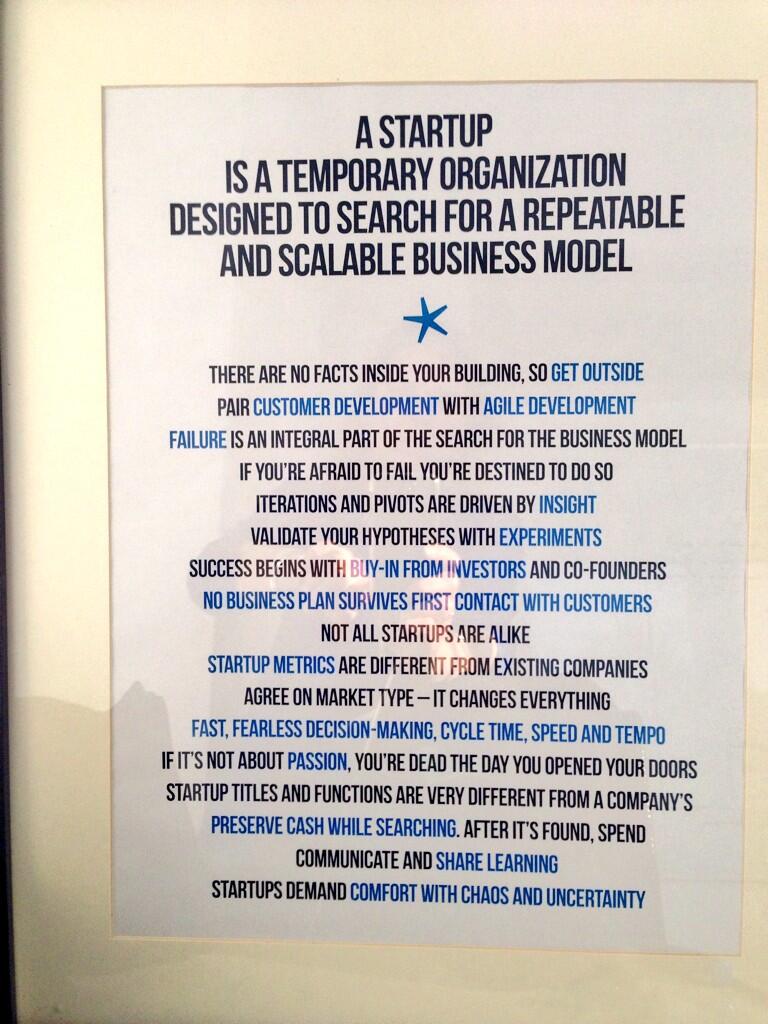 A STARTUP
IS A TEMPORARY ORGANIZATION
DESIGNED TO SEARCH FOR A REPEATABLE
AND SCALABLE BUSINESS MODEL
THERE ARE NO FACTS INSIDE YOUR BUILDING, SO GET OUTSIDE
PAIR CUSTOMER DEVELOPMENT WITH AGILE DEVELOPMENT
FAILURE IS AN INTEGRAL PART OF THE SEARCH FOR THE BUSINESS MODEL
IF YOU'RE AFRAID TO FAIL YOU'RE DESTINED TO DO SO
ITERATIONS AND PIVOTS ARE DRIVEN BY INSIGHT
VALIDATE YOUR HYPOTHESES WITH EXPERIMENTS
SUCCESS BEGINS WITH BUY-IN FROM INVESTORS AND CO-FOUNDERS
NO BUSINESS PLAN SURVIVES FIRST CONTACT WITH CUSTOMERS
NOT ALL STARTUPS ARE ALIKE
STARTUP METRICS ARE DIFFERENT FROM EXISTING COMPANIES
AGREE ON MARKET TYPE – IT CHANGES EVERYTHING
FAST, FEARLESS DECISION-MAKING, CYCLE TIME, SPEED AND TEMPO
IF IT'S NOT ABOUT PASSION, YOU'RE DEAD THE DAY YOU OPENED YOUR DOORS
STARTUP TITLES AND FUNCTIONS ARE VERY DIFFERENT FROM A COMPANY'S
PRESERVE CASH WHILE SEARCHING. AFTER IT'S FOUND, SPEND
COMMUNICATE AND SHARE LEARNING
STARTUPS DEMAND COMFORT WITH CHAOS AND UNCERTAINTY